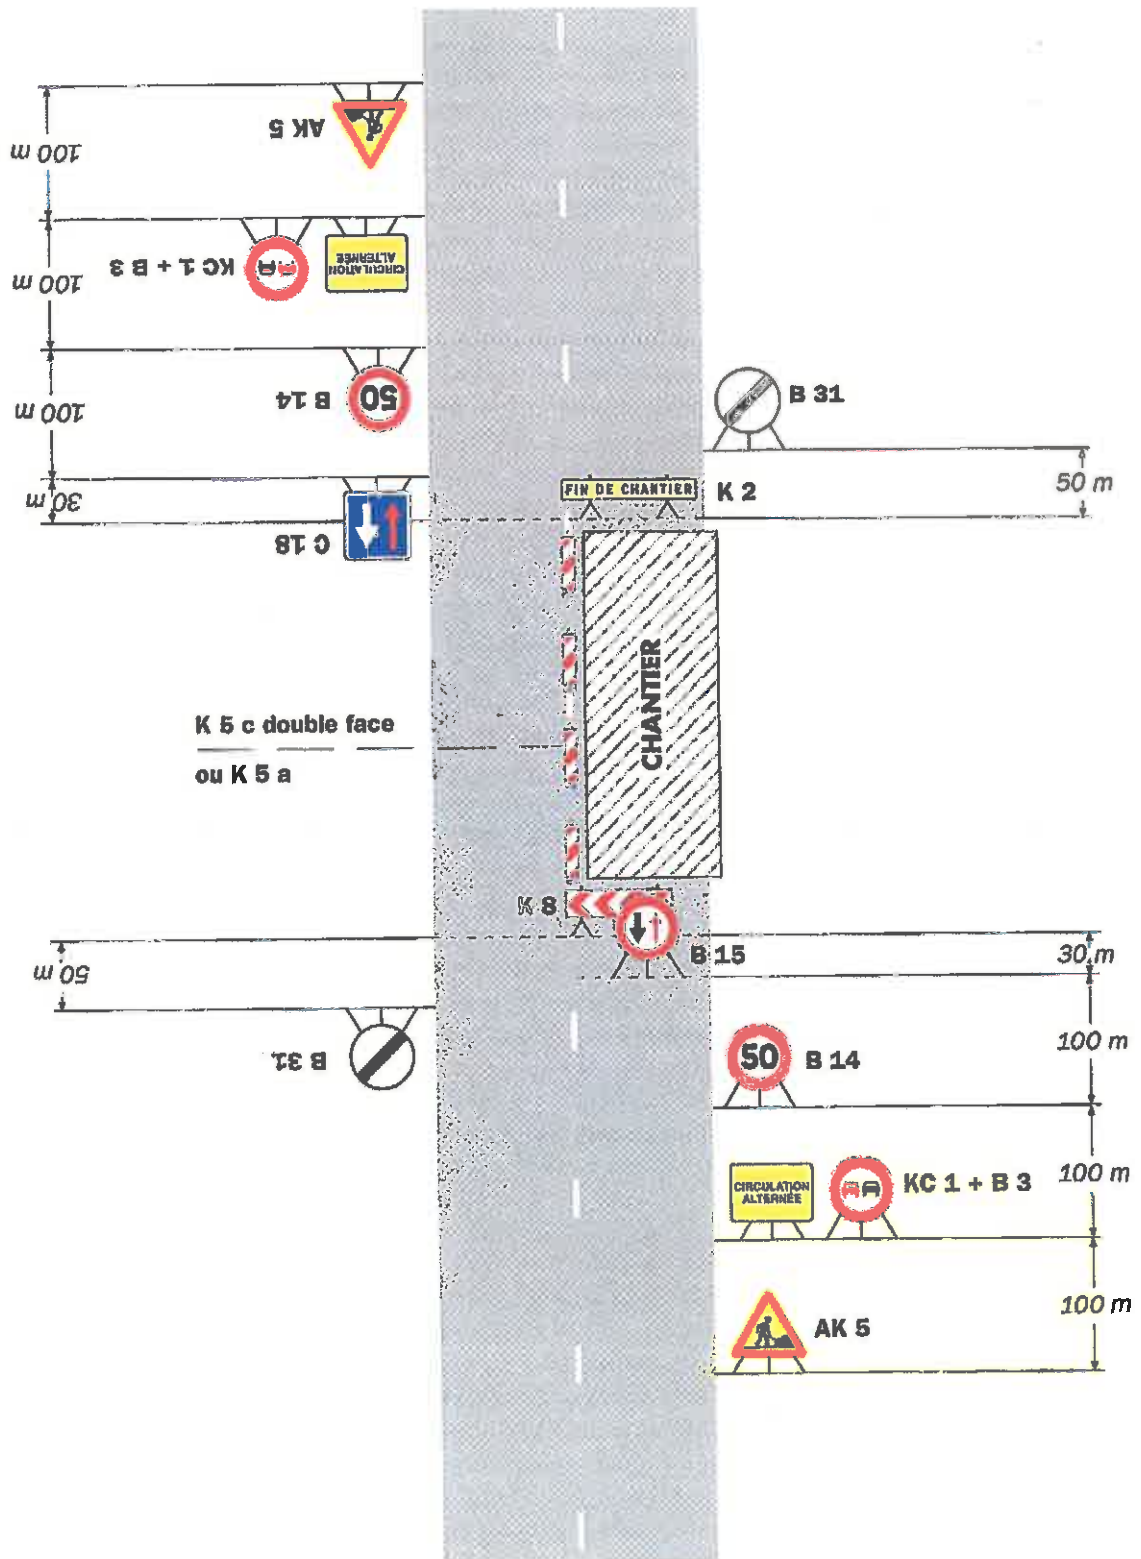 AK 5
100 m
KC 1 + B 3
CIRCULATION
ALTERNÉE
100 m
B 14
50
100 m
B 31
50 m
30 m
C 18
FIN DE CHANTIER
K 2
CHANTIER
K 5 c double face
ou K 5 a
K 8
B 15
30 m
50 m
B 31
50
B 14
100 m
CIRCULATION
ALTERNÉE
KC 1 + B 3
100 m
AK 5
100 m